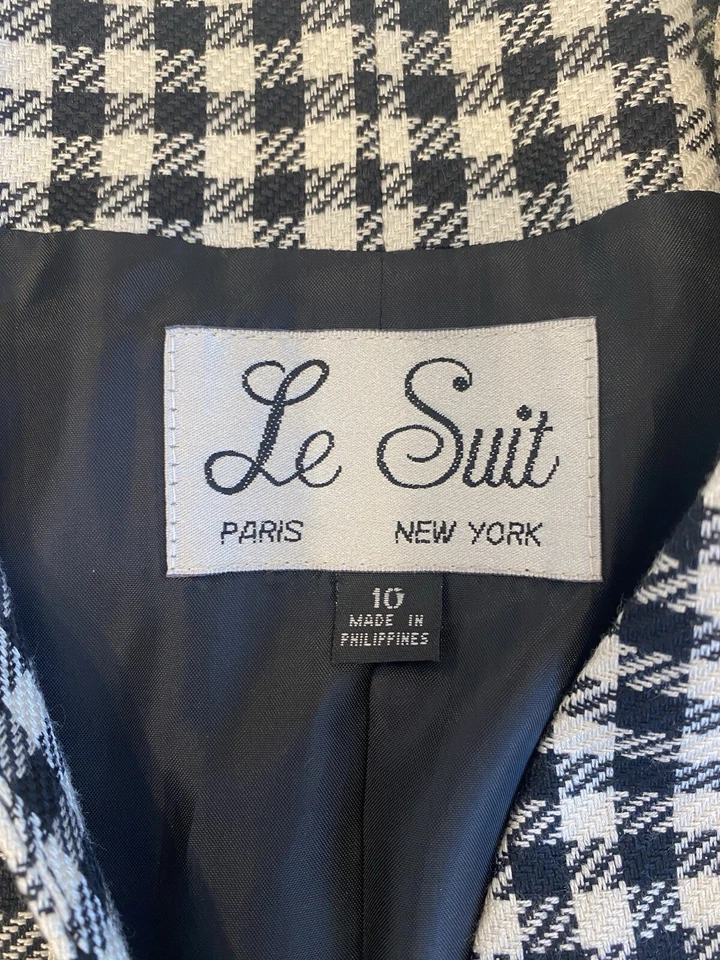 Le Suit
PARIS NEW YORK
10
MADE IN
PHILIPPINES